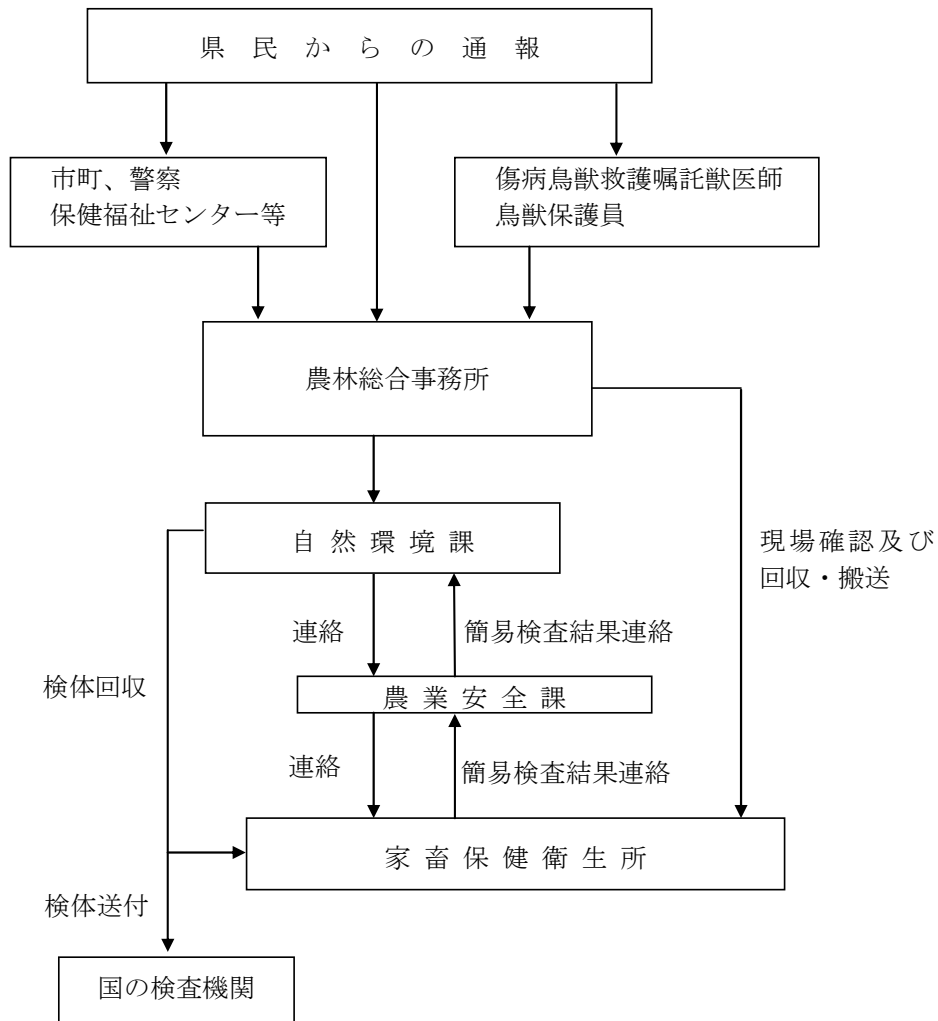 県民からの通報
市町、警察
保健福祉センター等
傷病鳥獣救護嘱託獣医師
鳥獣保護員
農林総合事務所
自然環境課
現場確認及び
回収・搬送
連絡
簡易検査結果連絡
検体回収
農業安全課
連絡
簡易検査結果連絡
家畜保健衛生所
検体送付
国の検査機関